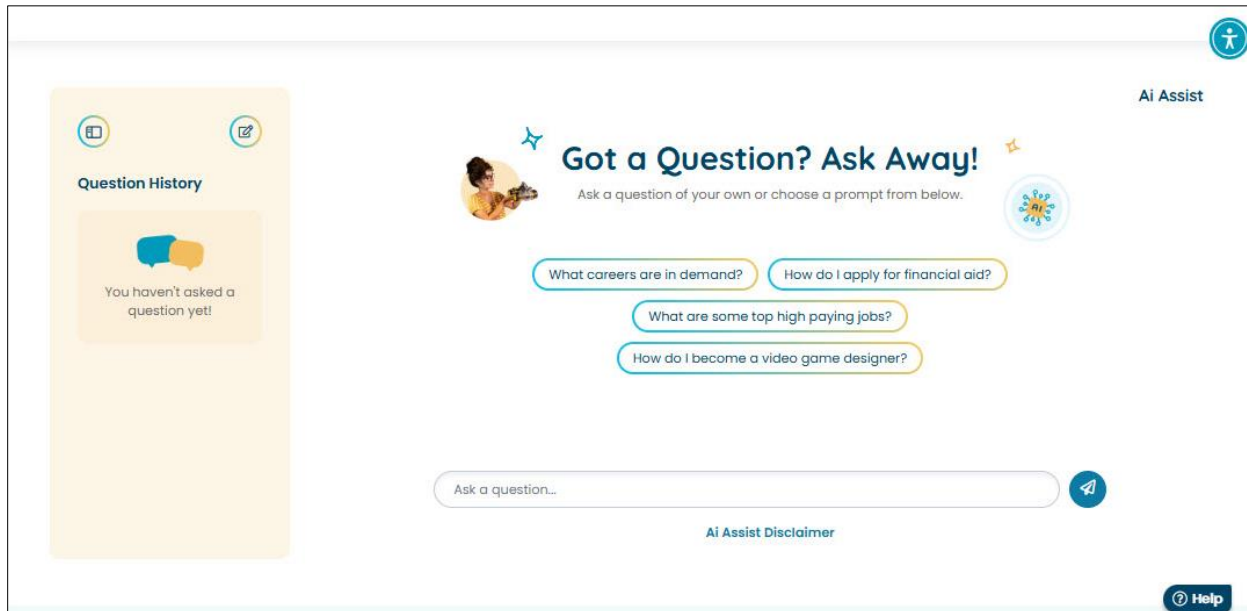 Ai Assist
Question History
You haven't asked a
question yet!
Got a Question? Ask Away!
Ask a question of your own or choose a prompt from below.
AI
What careers are in demand?
How do I apply for financial aid?
What are some top high paying jobs?
How do I become a video game designer?
Ask a question...
Ai Assist Disclaimer
? Help